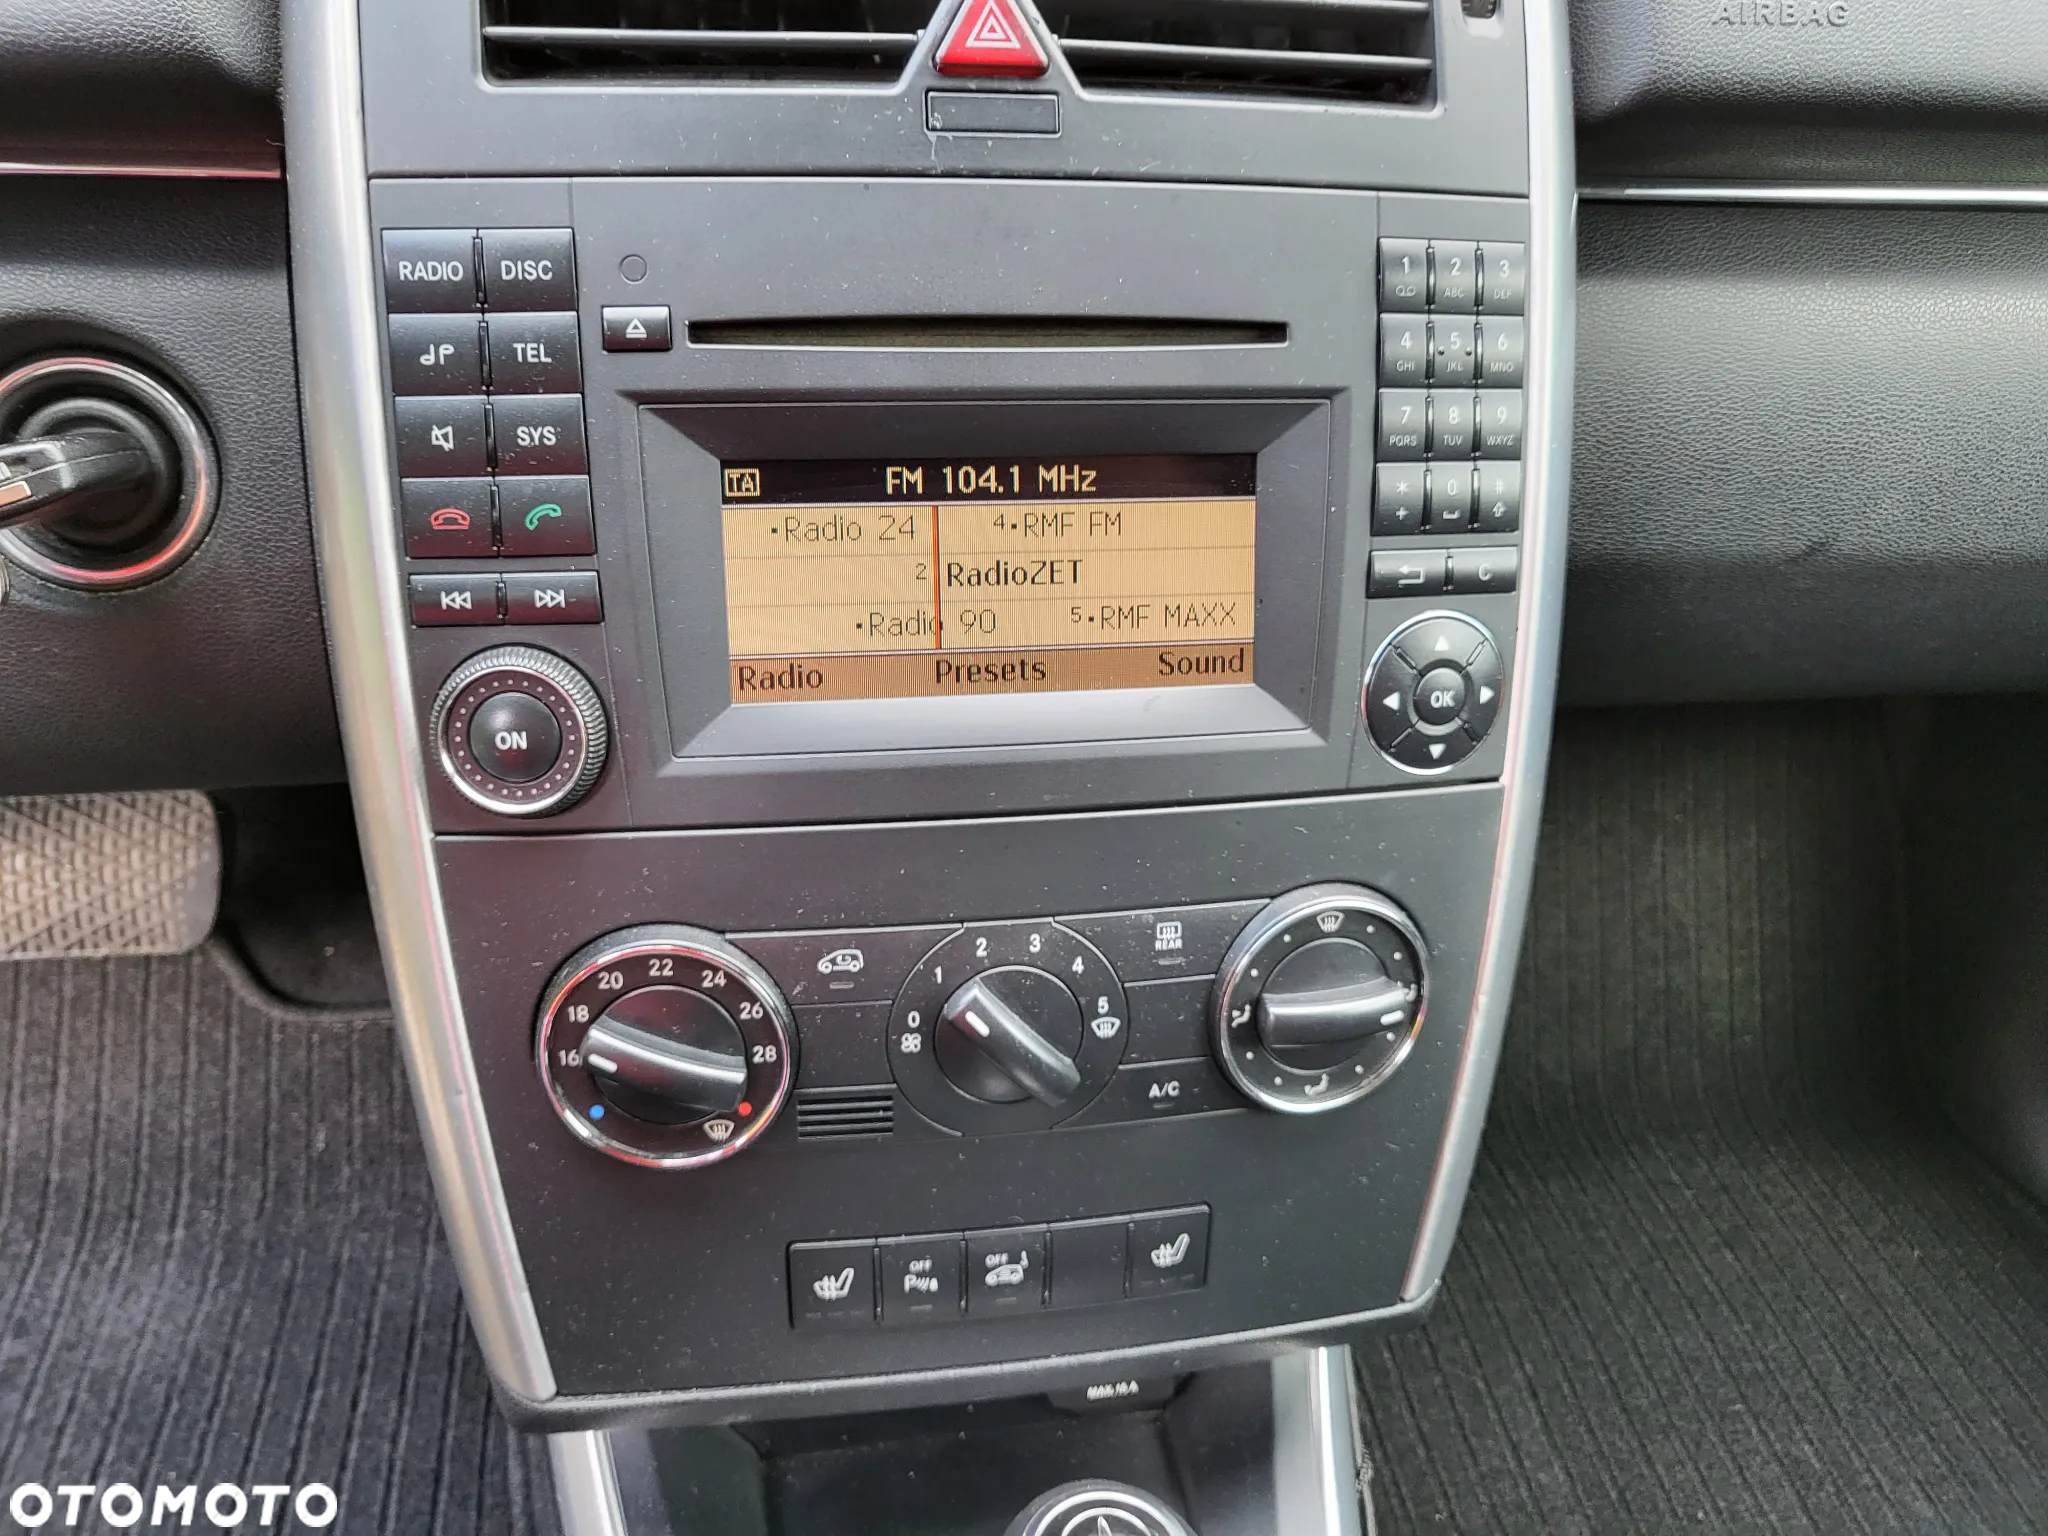 AIRBAG
RADIO DISC
TEL
SYS
ON
TA FM 104.1 MHz
•Radio 24 4•RMF FM
2 RadioZET
•Radio 90 5•RMF MAXX
Radio Presets Sound
1 2 3
ABC DEF
4 5 6
GHI JKL MNO
7 8 9
PQRS TUV WXYZ
* 0 #
+
C
OK
16 18 20 22 24 26 28
0 1 2 3 4 5
REAR
A/C
OFF
P
OFF
OTOMOTO